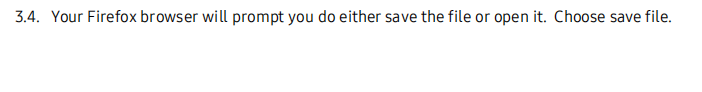 3.4. Your Firefox browser will prompt you do either save the file or open it. Choose save file.